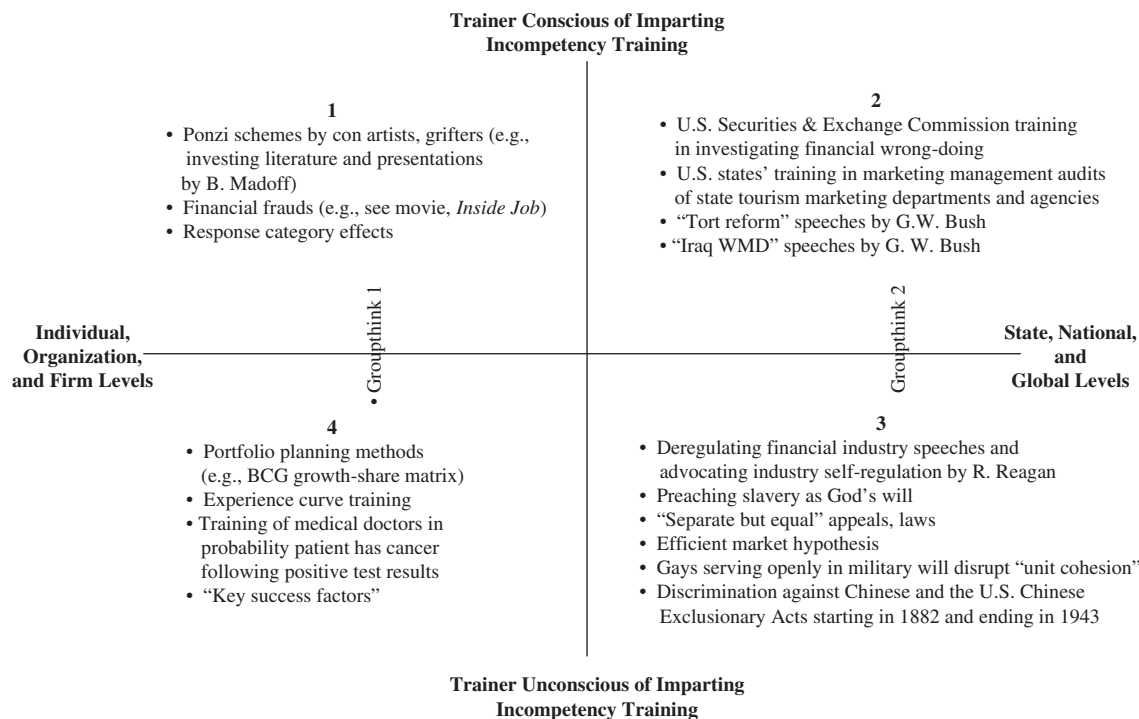 Trainer Conscious of Imparting
Incompetency Training
1
• Ponzi schemes by con artists, grifters (e.g.,
investing literature and presentations
by B. Madoff)
• Financial frauds (e.g., see movie, Inside Job)
• Response category effects
2
• U.S. Securities & Exchange Commission training
in investigating financial wrong-doing
• U.S. states’ training in marketing management audits
of state tourism marketing departments and agencies
• “Tort reform” speeches by G.W. Bush
• “Iraq WMD” speeches by G. W. Bush
Individual,
Organization,
and Firm Levels
• Groupthink 1
Groupthink 2
State, National,
and
Global Levels
4
• Portfolio planning methods
(e.g., BCG growth-share matrix)
• Experience curve training
• Training of medical doctors in
probability patient has cancer
following positive test results
• “Key success factors”
3
• Deregulating financial industry speeches and
advocating industry self-regulation by R. Reagan
• Preaching slavery as God’s will
• “Separate but equal” appeals, laws
• Efficient market hypothesis
• Gays serving openly in military will disrupt “unit cohesion”
• Discrimination against Chinese and the U.S. Chinese
Exclusionary Acts starting in 1882 and ending in 1943
Trainer Unconscious of Imparting
Incompetency Training